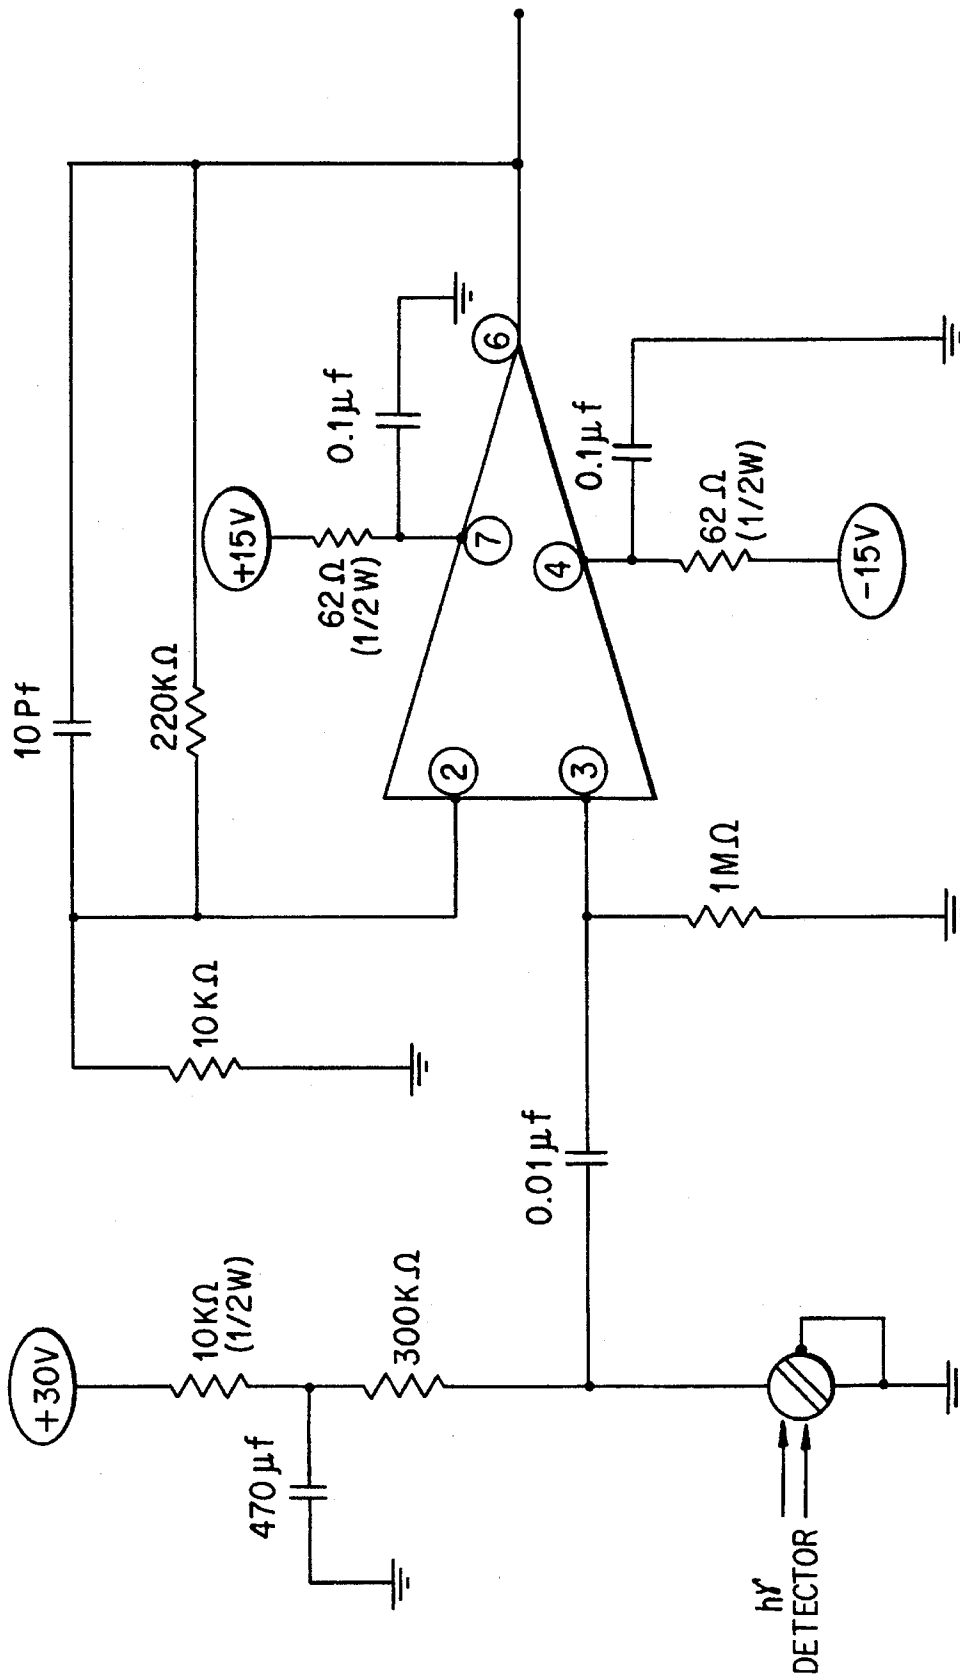 +30V
10KΩ
(1/2W)
470μf
300KΩ
hγ
DETECTOR
0.01μf
10KΩ
1MΩ
10Pf
220KΩ
2
3
+15V
62Ω
(1/2W)
0.1μf
7
6
4
0.1μf
62Ω
(1/2W)
-15V